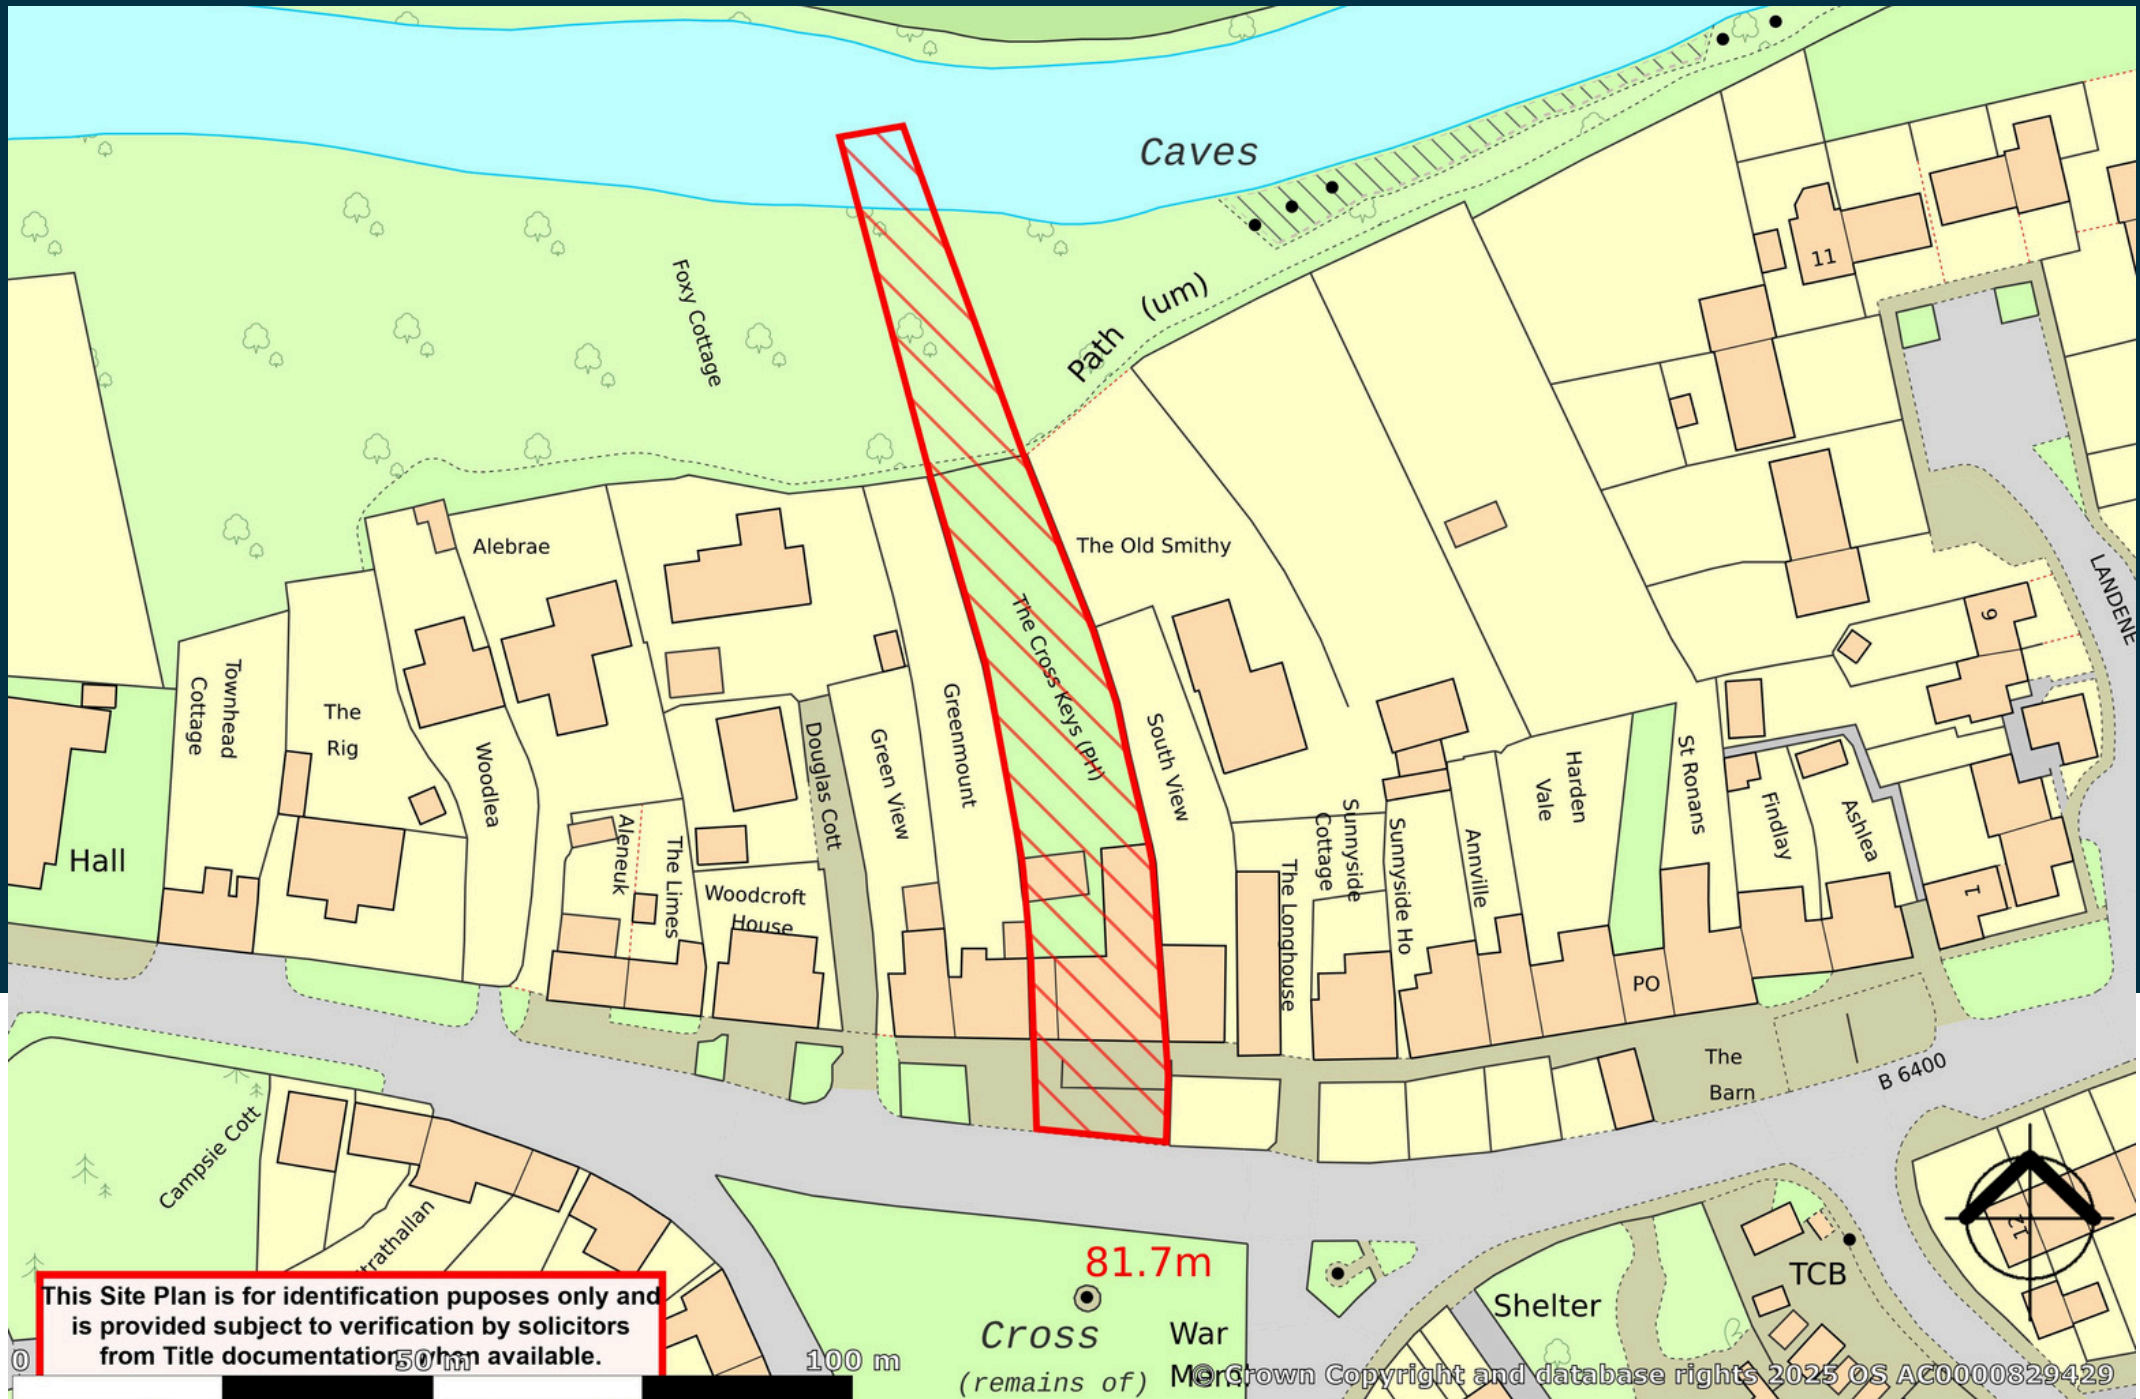 Caves
Path (um)
Foxy Cottage
11
Alebrae
The Old Smithy
LANDENE
9
The Cross Keys (PH)
Townhead
Cottage
The
Rig
Woodlea
Douglas Cott
Green View
Greenmount
South View
Harden
Vale
St Ronans
Findlay
Ashlea
Aleneuk
The Limes
Woodcroft
House
The Longhouse
Sunnyside
Cottage
Sunnyside Ho
Annville
Hall
1
PO
The
Barn
B 6400
Campsie Cott
trathallan
12
81.7m
Cross
(remains of)
War
Shelter
TCB
This Site Plan is for identification puposes only and
is provided subject to verification by solicitors
from Title documentation when available.
0 50 m 100 m
© Crown Copyright and database rights 2025 OS AC0000829429